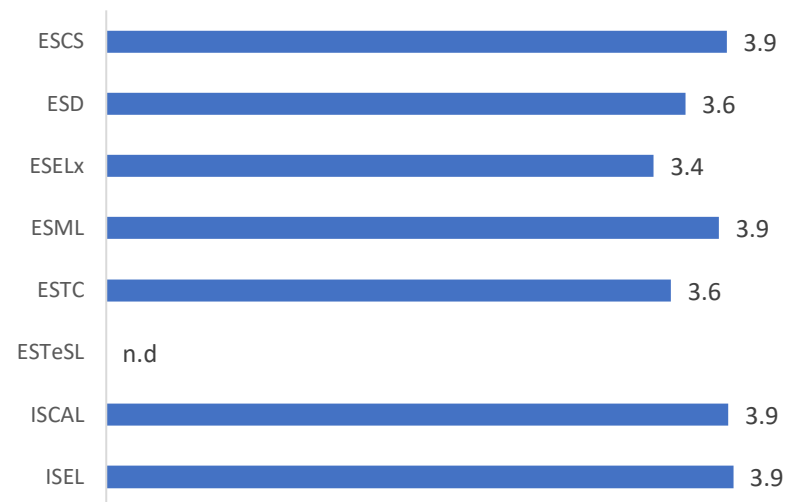 ESCS 3.9
ESD 3.6
ESELx 3.4
ESML 3.9
ESTC 3.6
ESTeSL n.d
ISCAL 3.9
ISEL 3.9